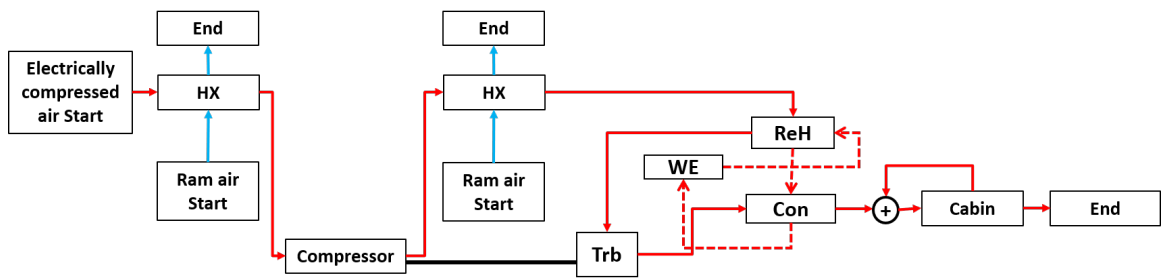 End
Electrically
compressed
air Start
HX
Ram air
Start
Compressor
End
HX
Ram air
Start
ReH
WE
Con
Trb
+
Cabin
End